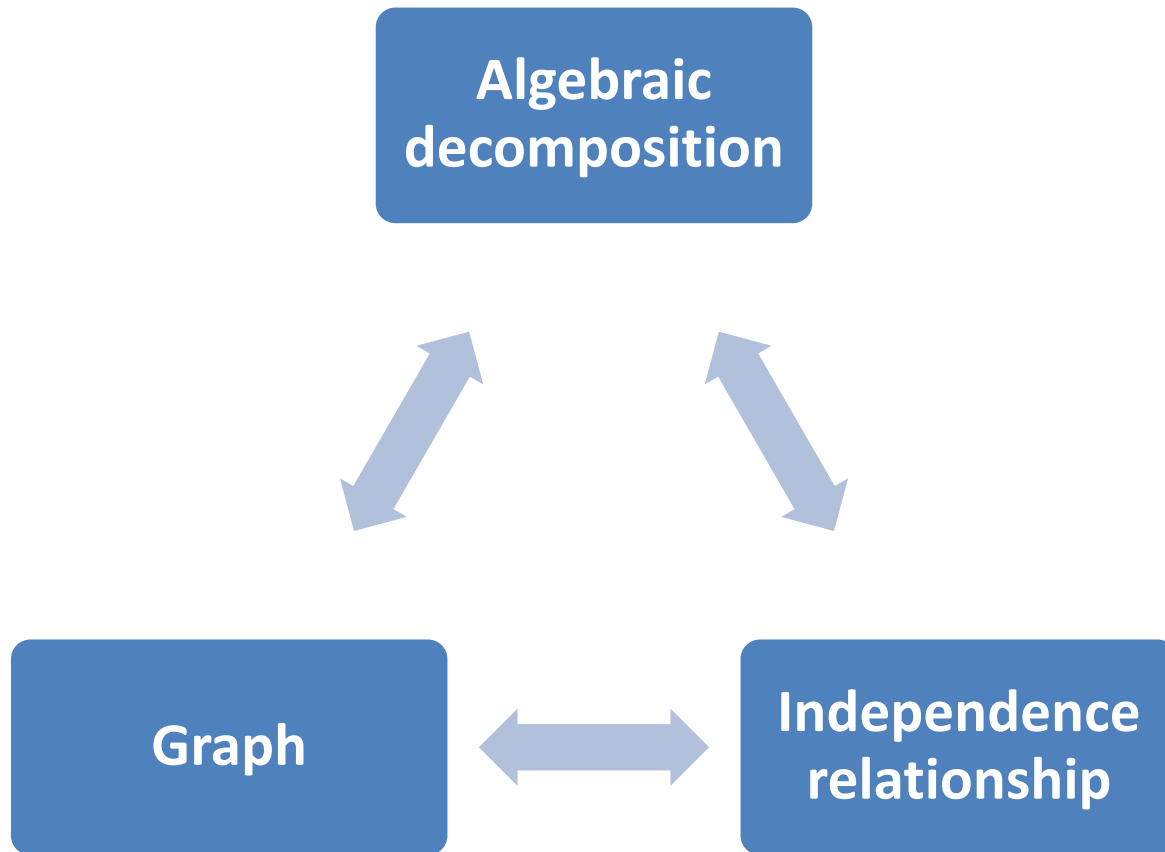 Algebraic
decomposition
Graph
Independence
relationship